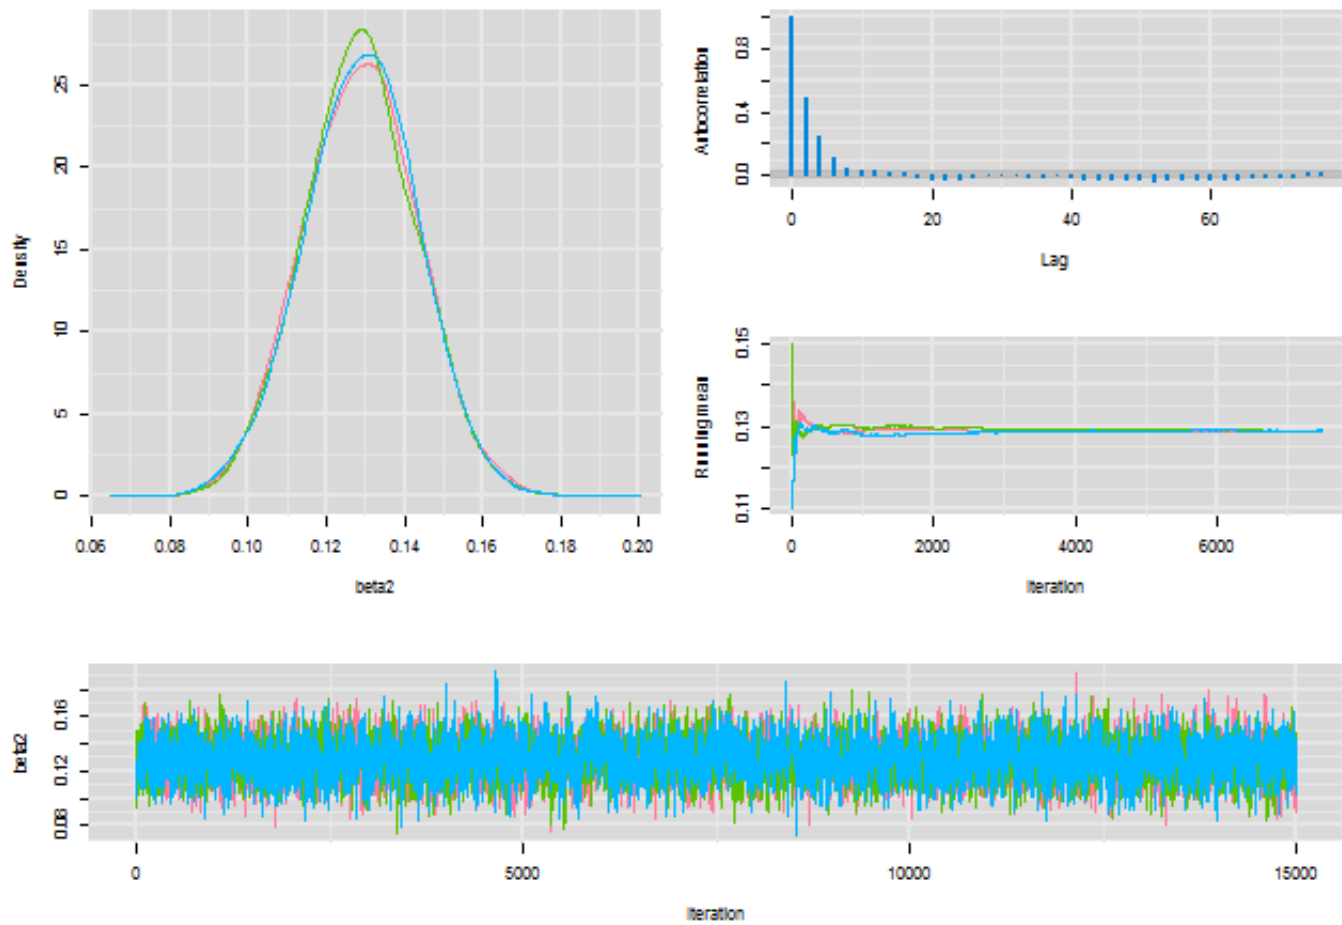 Density
25
20
15
10
5
0
0.06 0.08 0.10 0.12 0.14 0.16 0.18 0.20
beta2
Autocorrelation
0.8
0.4
0.0
0 20 40 60
Lag
Running mean
0.15
0.13
0.11
0 2000 4000 6000
Iteration
beta2
0.16
0.12
0.08
0 5000 10000 15000
Iteration